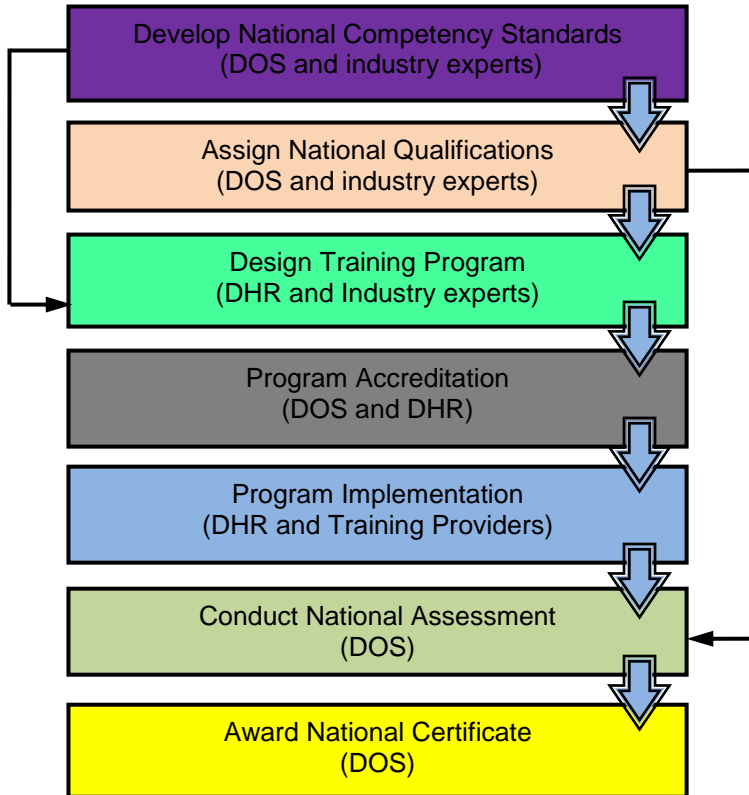 Develop National Competency Standards
(DOS and industry experts)
Assign National Qualifications
(DOS and industry experts)
Design Training Program
(DHR and Industry experts)
Program Accreditation
(DOS and DHR)
Program Implementation
(DHR and Training Providers)
Conduct National Assessment
(DOS)
Award National Certificate
(DOS)